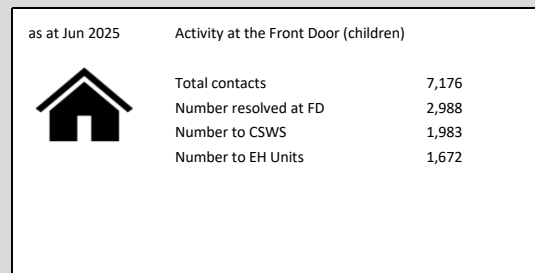 as at Jun 2025 Activity at the Front Door (children)
Total contacts 7,176
Number resolved at FD 2,988
Number to CSWS 1,983
Number to EH Units 1,672